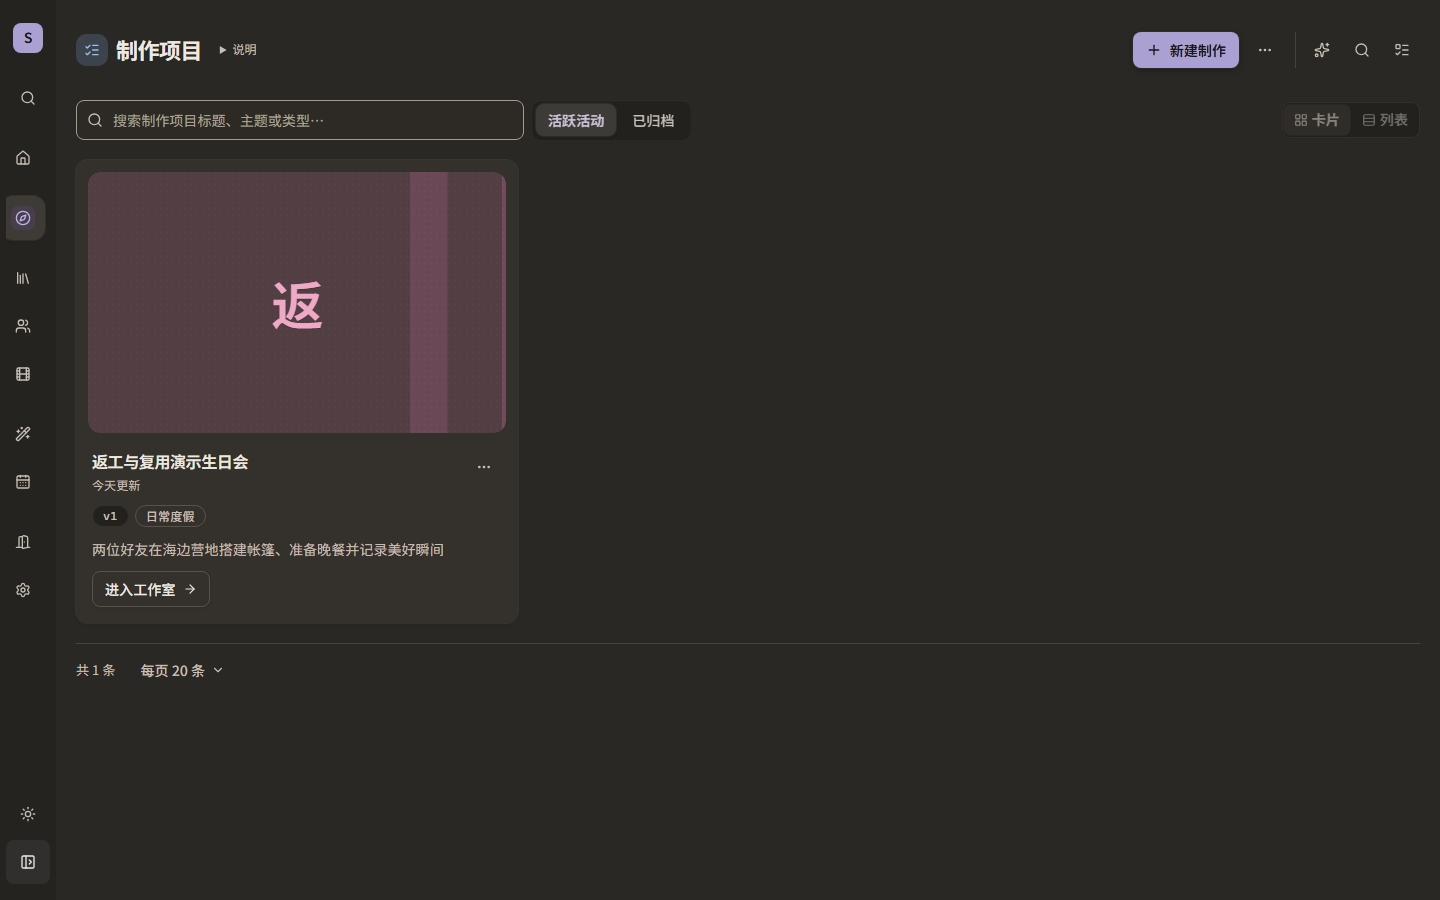 S
制作项目
说明
新建制作
搜索制作项目标题、主题或类型…
活跃活动
已归档
卡片
列表
返
返工与复用演示生日会
今天更新
v1
日常度假
两位好友在海边营地搭建帐篷、准备晚餐并记录美好瞬间
进入工作室
共 1 条
每页 20 条